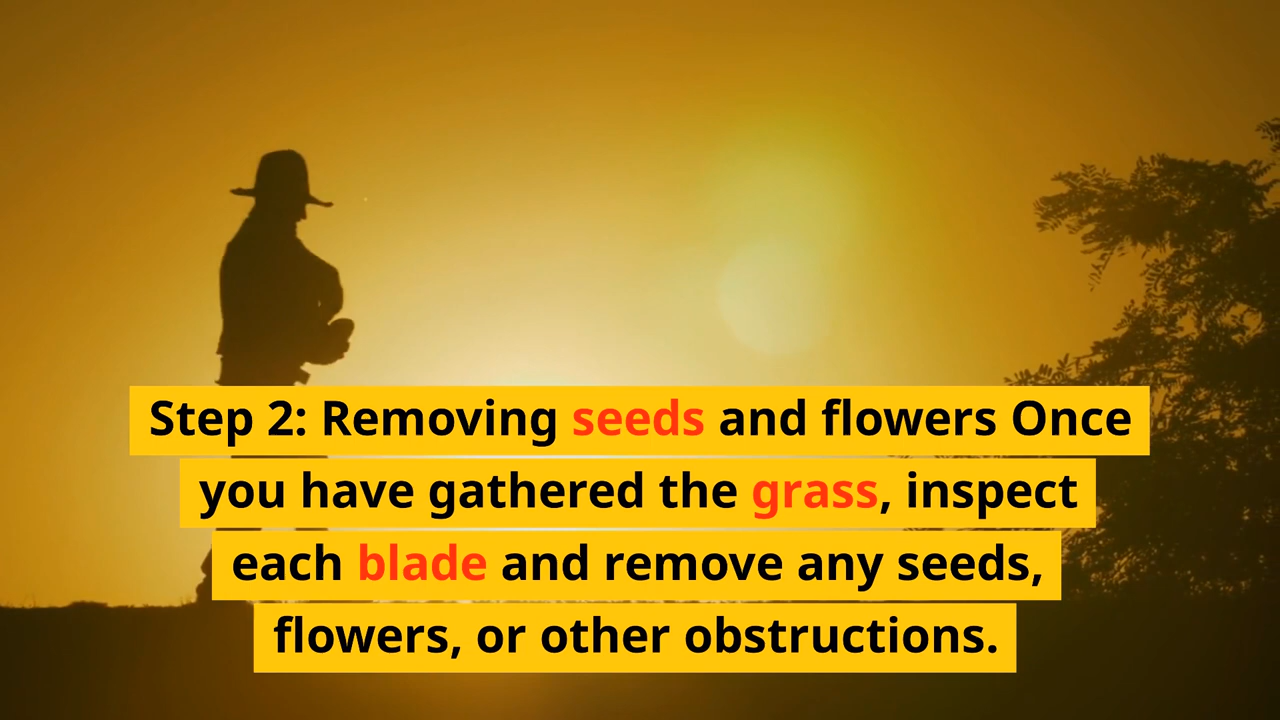 Step 2: Removing seeds and flowers Once
you have gathered the grass, inspect
each blade and remove any seeds,
flowers, or other obstructions.